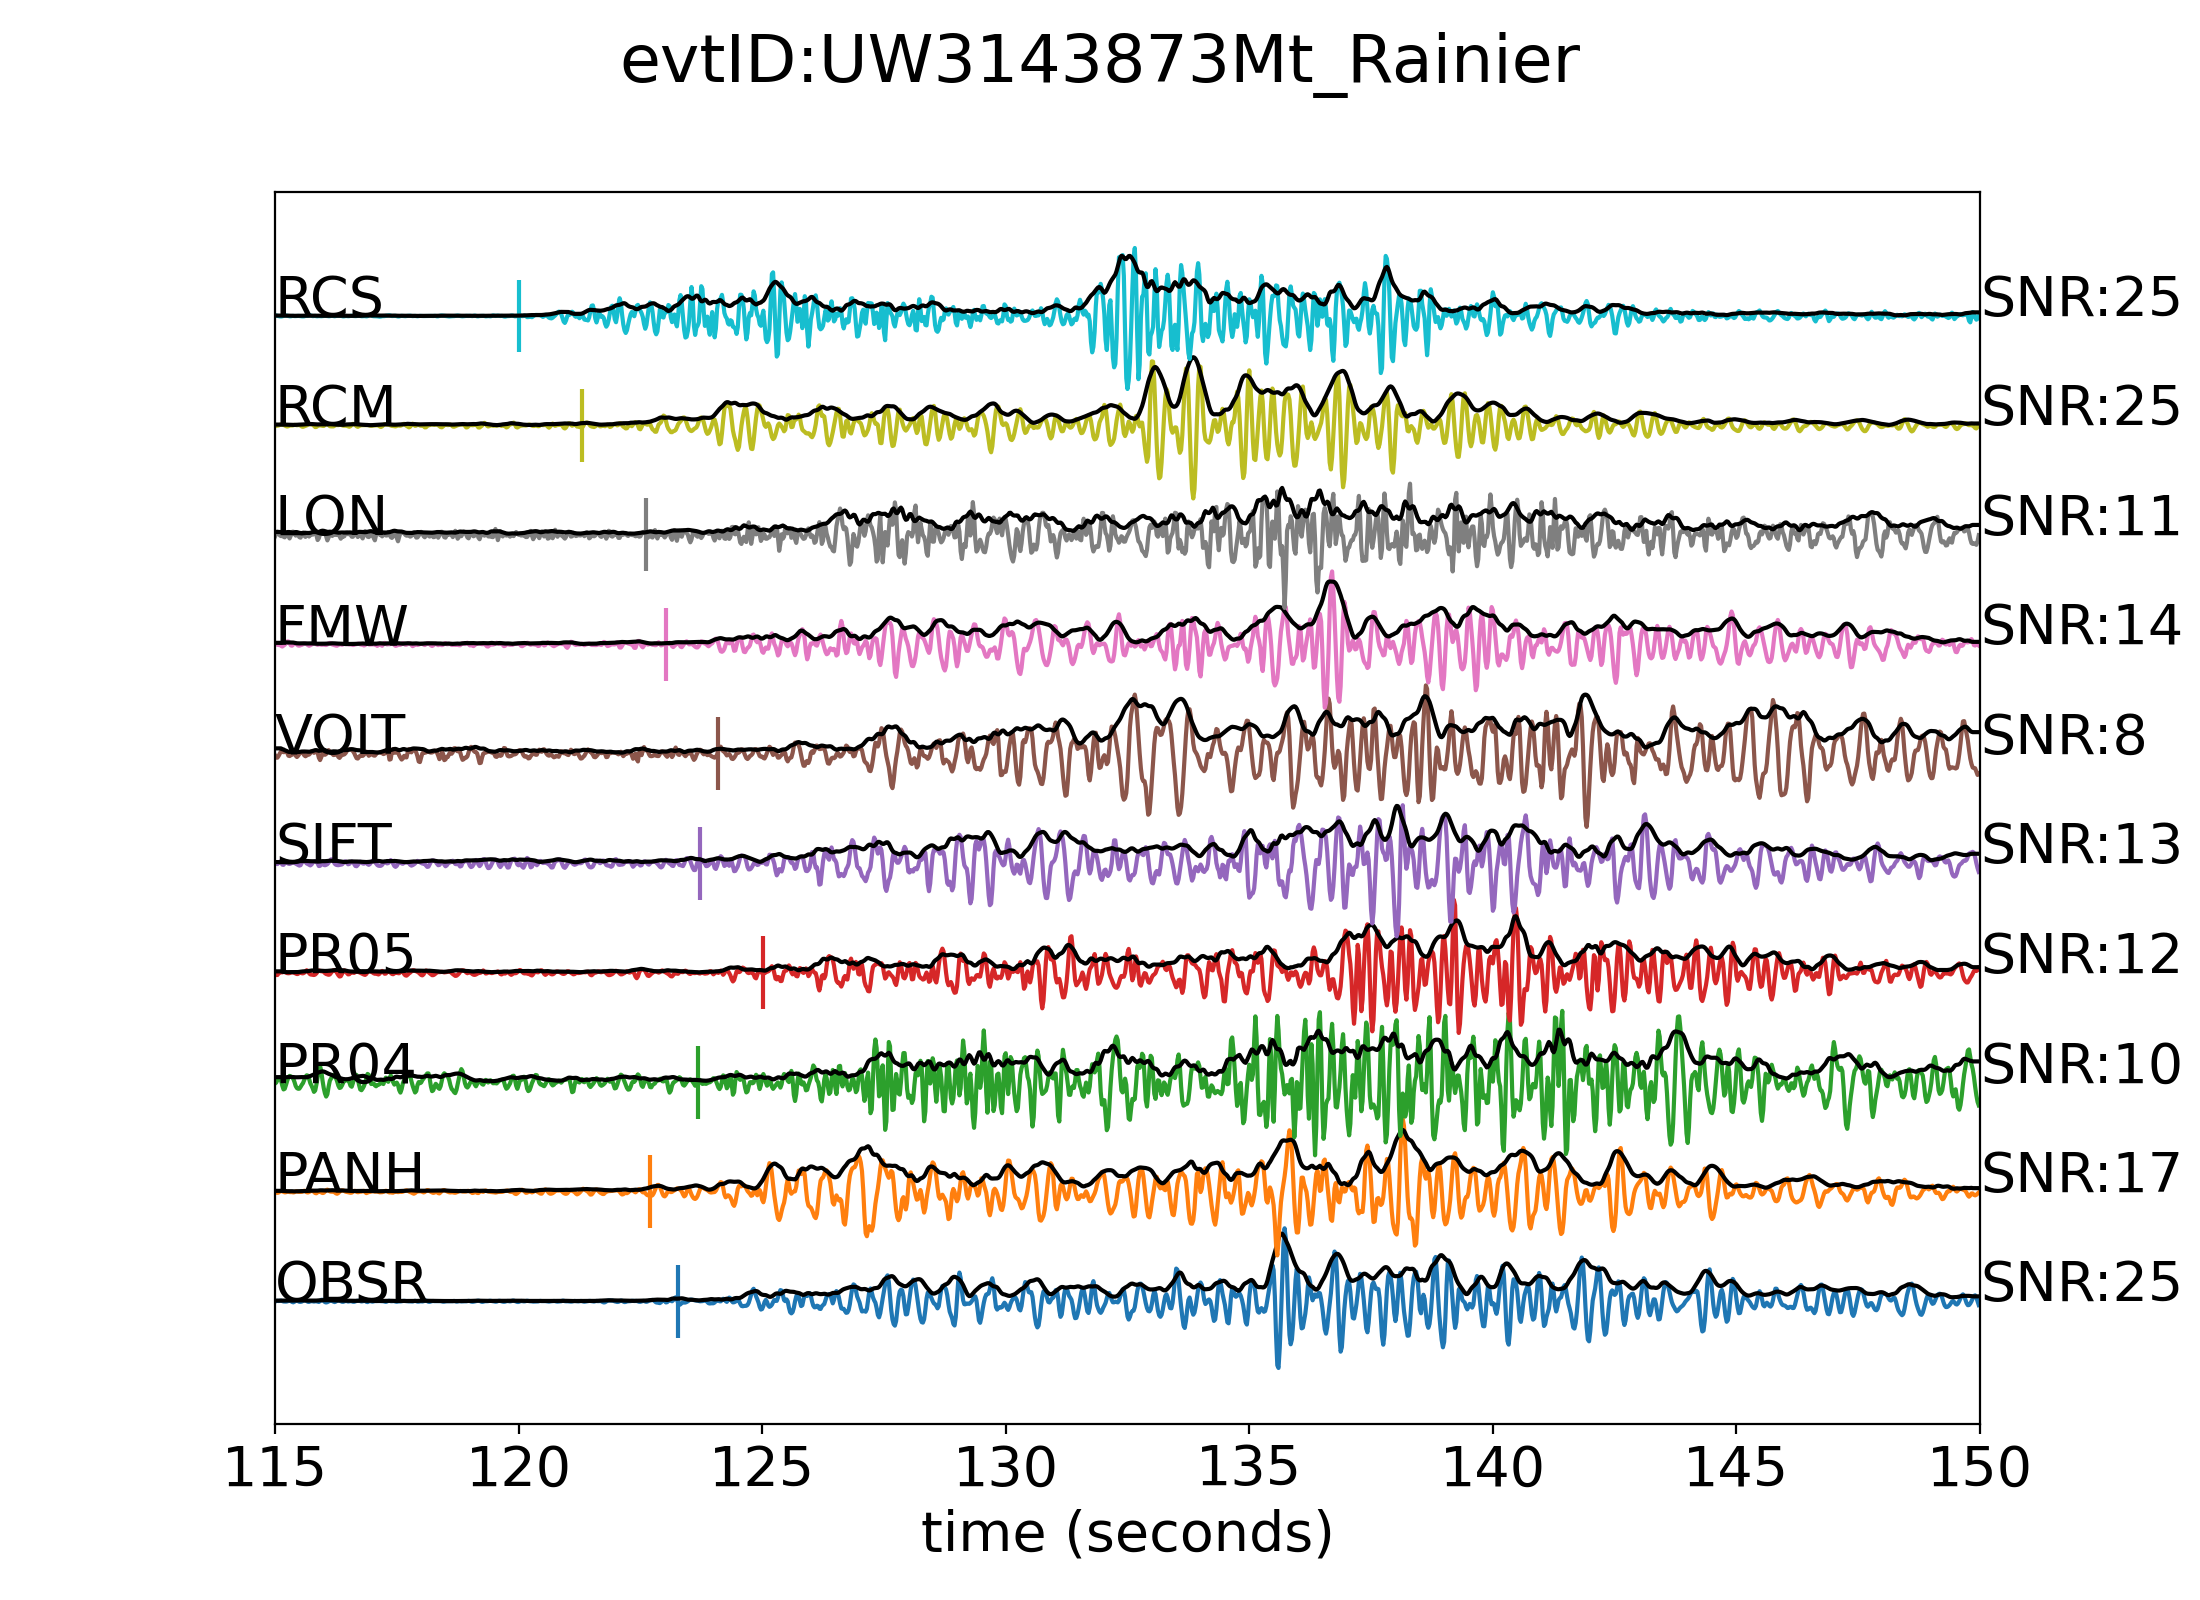 evtID:UW3143873Mt_Rainier
RCS SNR:25
RCM SNR:25
LON SNR:11
FMW SNR:14
VOIT SNR:8
SIFT SNR:13
PR05 SNR:12
PR04 SNR:10
PANH SNR:17
OBSR SNR:25
115 120 125 130 135 140 145 150
time (seconds)